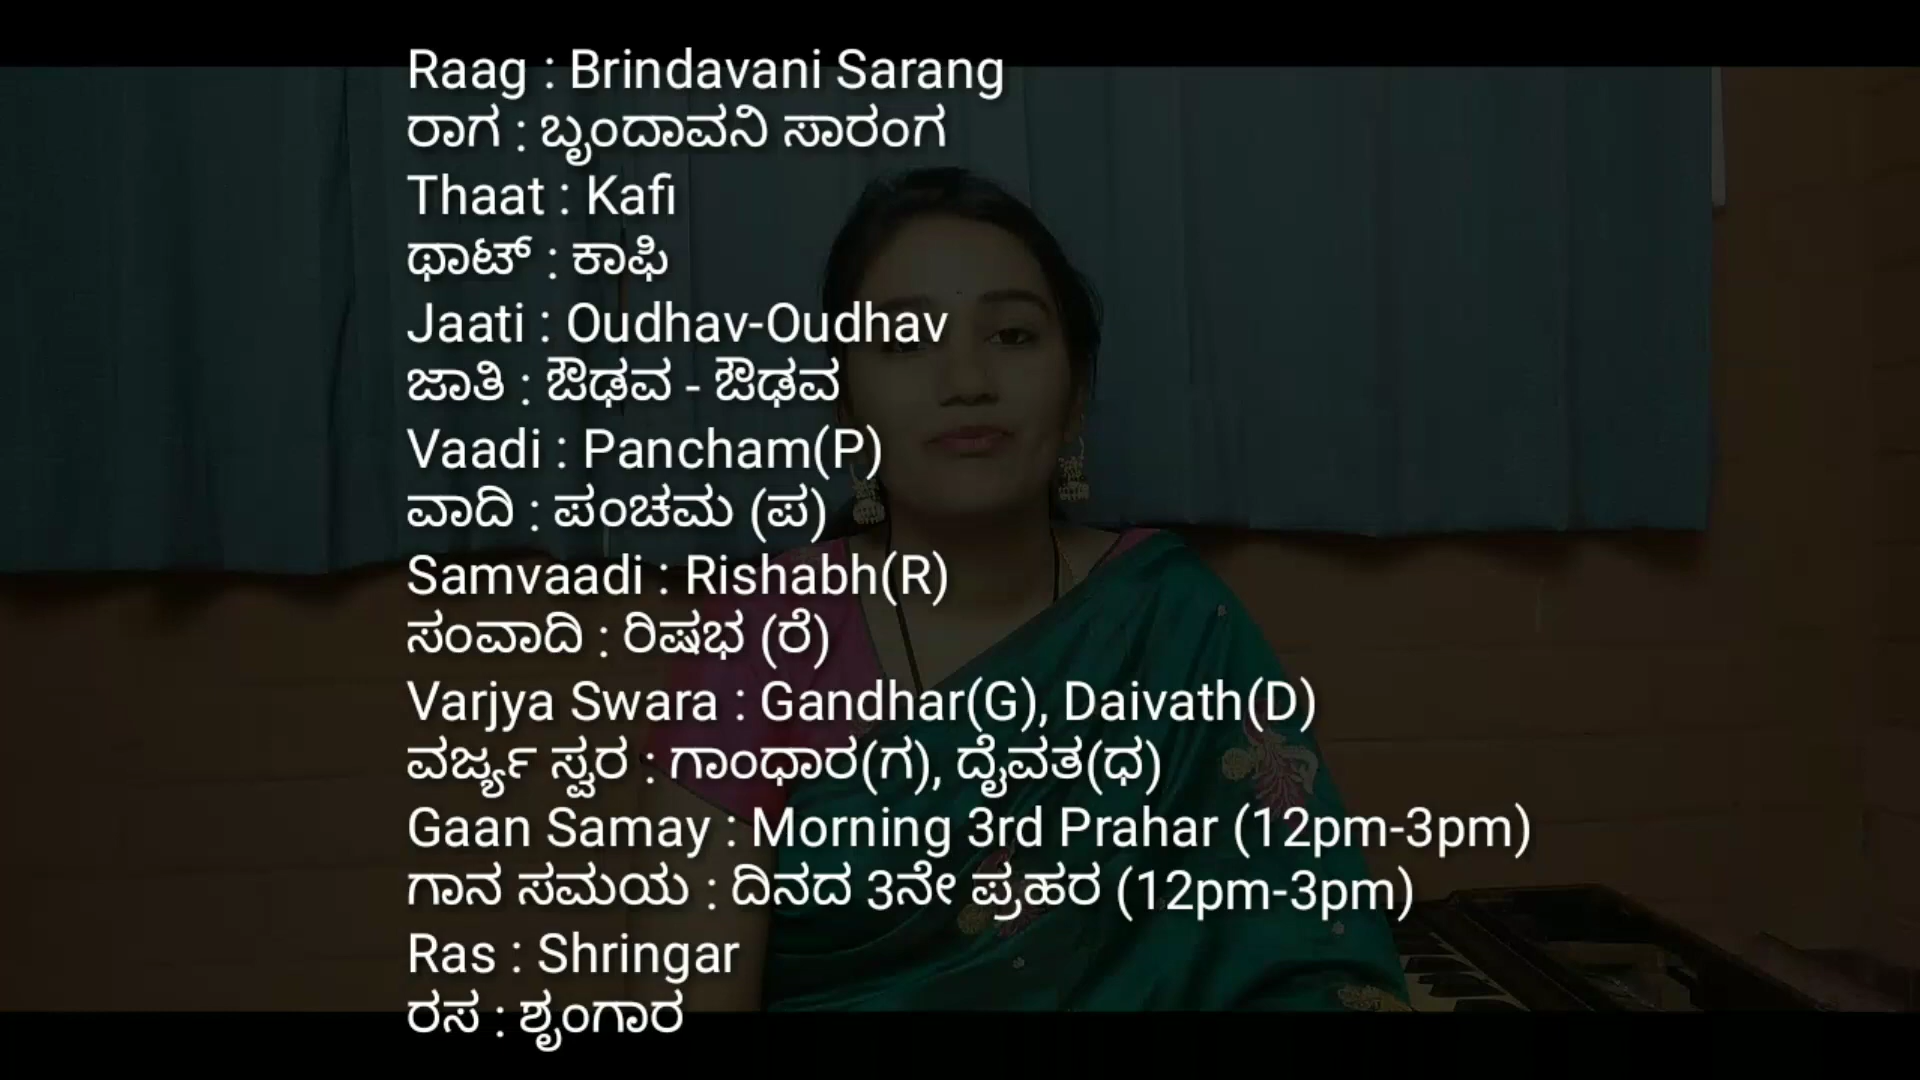 Raag : Brindavani Sarang
ರಾಗ : ಬೃಂದಾವನಿ ಸಾರಂಗ
Thaat : Kafi
ಥಾಟ್ : ಕಾಫಿ
Jaati : Oudhav-Oudhav
ಜಾತಿ : ಔಢವ - ಔಢವ
Vaadi : Pancham(P)
ವಾದಿ : ಪಂಚಮ (ಪ)
Samvaadi : Rishabh(R)
ಸಂವಾದಿ : ರಿಷಭ (ರೆ)
Varjya Swara : Gandhar(G), Daivath(D)
ವರ್ಜ್ಯ ಸ್ವರ : ಗಾಂಧಾರ(ಗ), ದೈವತ(ಧ)
Gaan Samay : Morning 3rd Prahar (12pm-3pm)
ಗಾನ ಸಮಯ : ದಿನದ 3ನೇ ಪ್ರಹರ (12pm-3pm)
Ras : Shringar
ರಸ : ಶೃಂಗಾರ